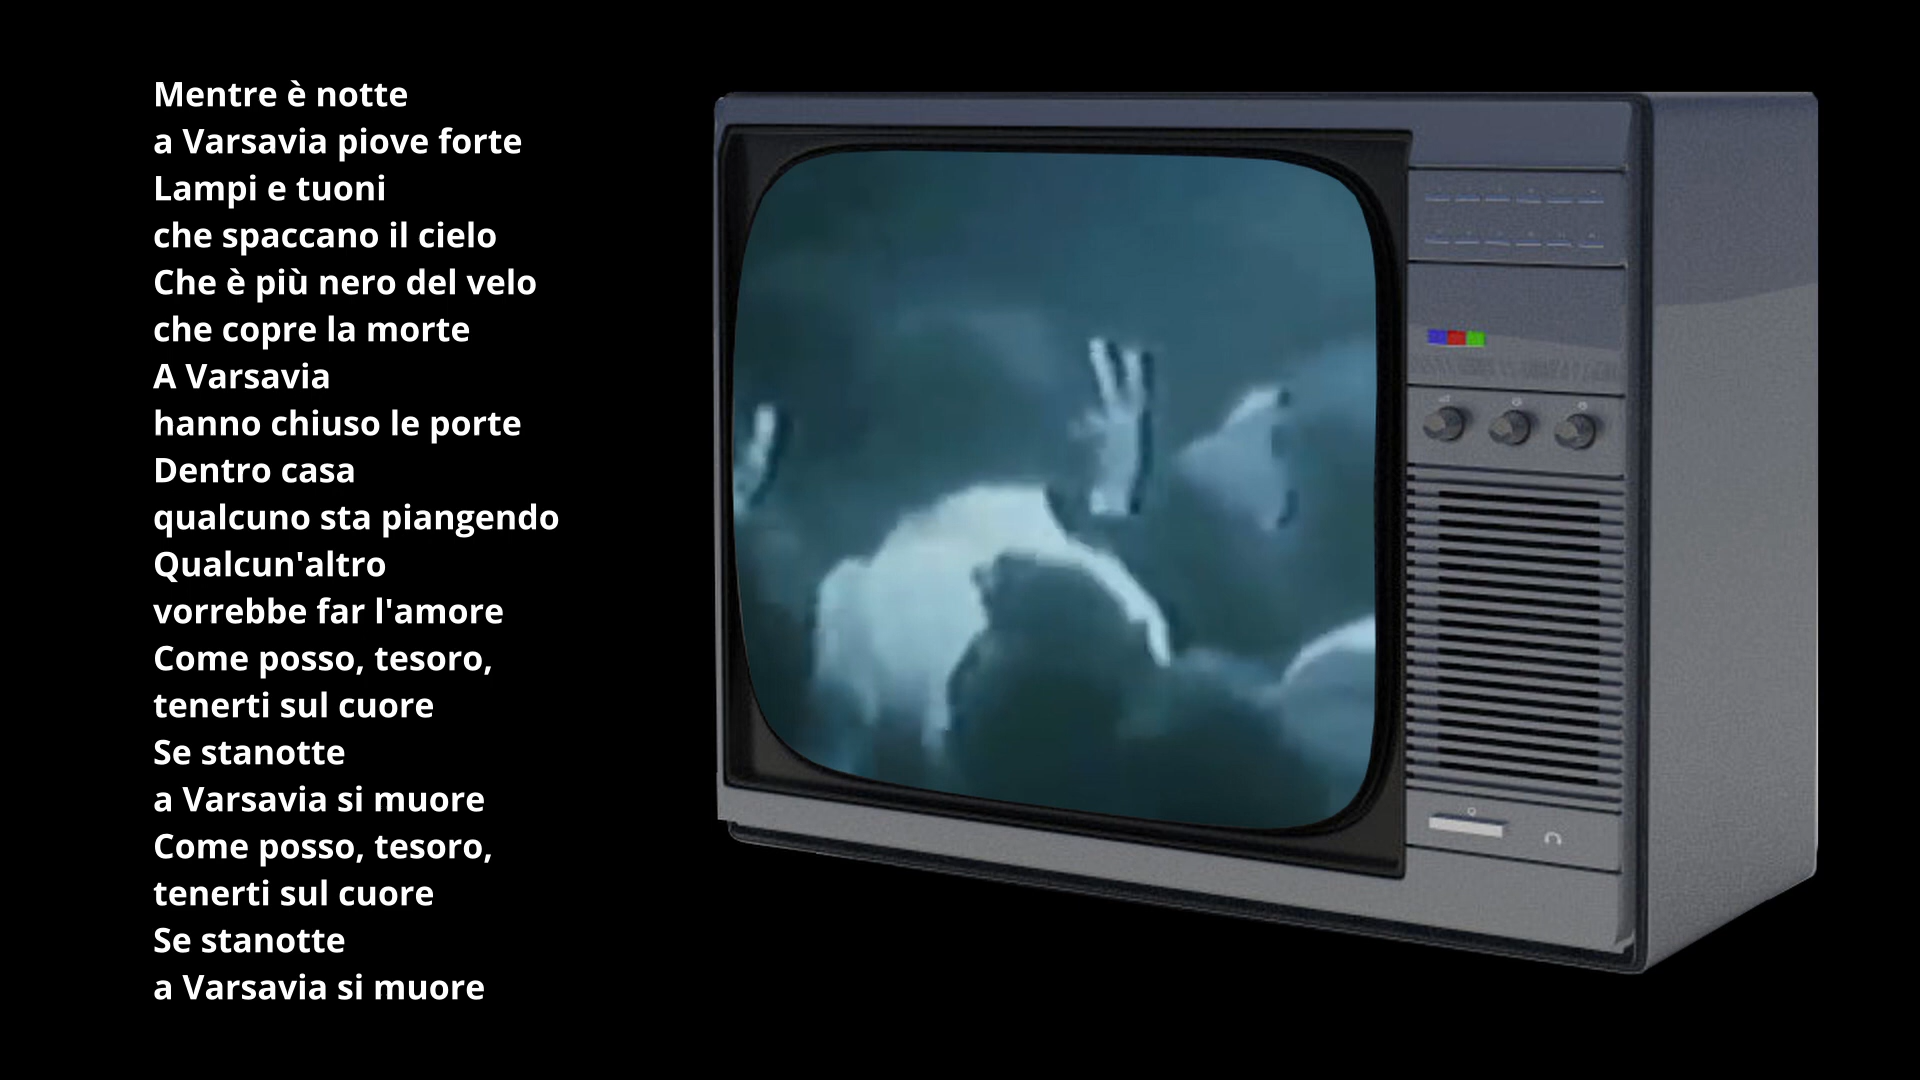 Mentre è notte
a Varsavia piove forte
Lampi e tuoni
che spaccano il cielo
Che è più nero del velo
che copre la morte
A Varsavia
hanno chiuso le porte
Dentro casa
qualcuno sta piangendo
Qualcun'altro
vorrebbe far l'amore
Come posso, tesoro,
tenerti sul cuore
Se stanotte
a Varsavia si muore
Come posso, tesoro,
tenerti sul cuore
Se stanotte
a Varsavia si muore